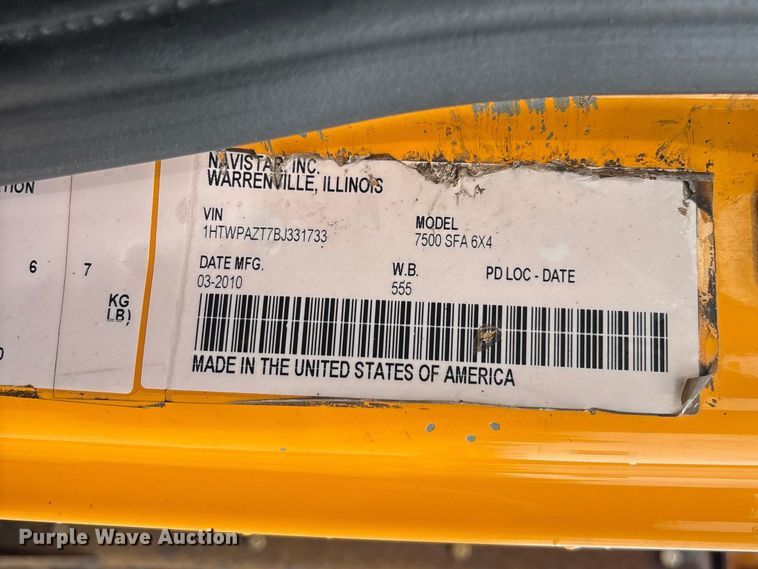 TION
6 7
KG
LB)
NAVISTAR, INC.
WARRENVILLE, ILLINOIS
VIN MODEL
1HTWPAZT7BJ331733 7500 SFA 6X4
DATE MFG. W.B. PD LOC - DATE
03-2010 555
MADE IN THE UNITED STATES OF AMERICA
Purple Wave Auction